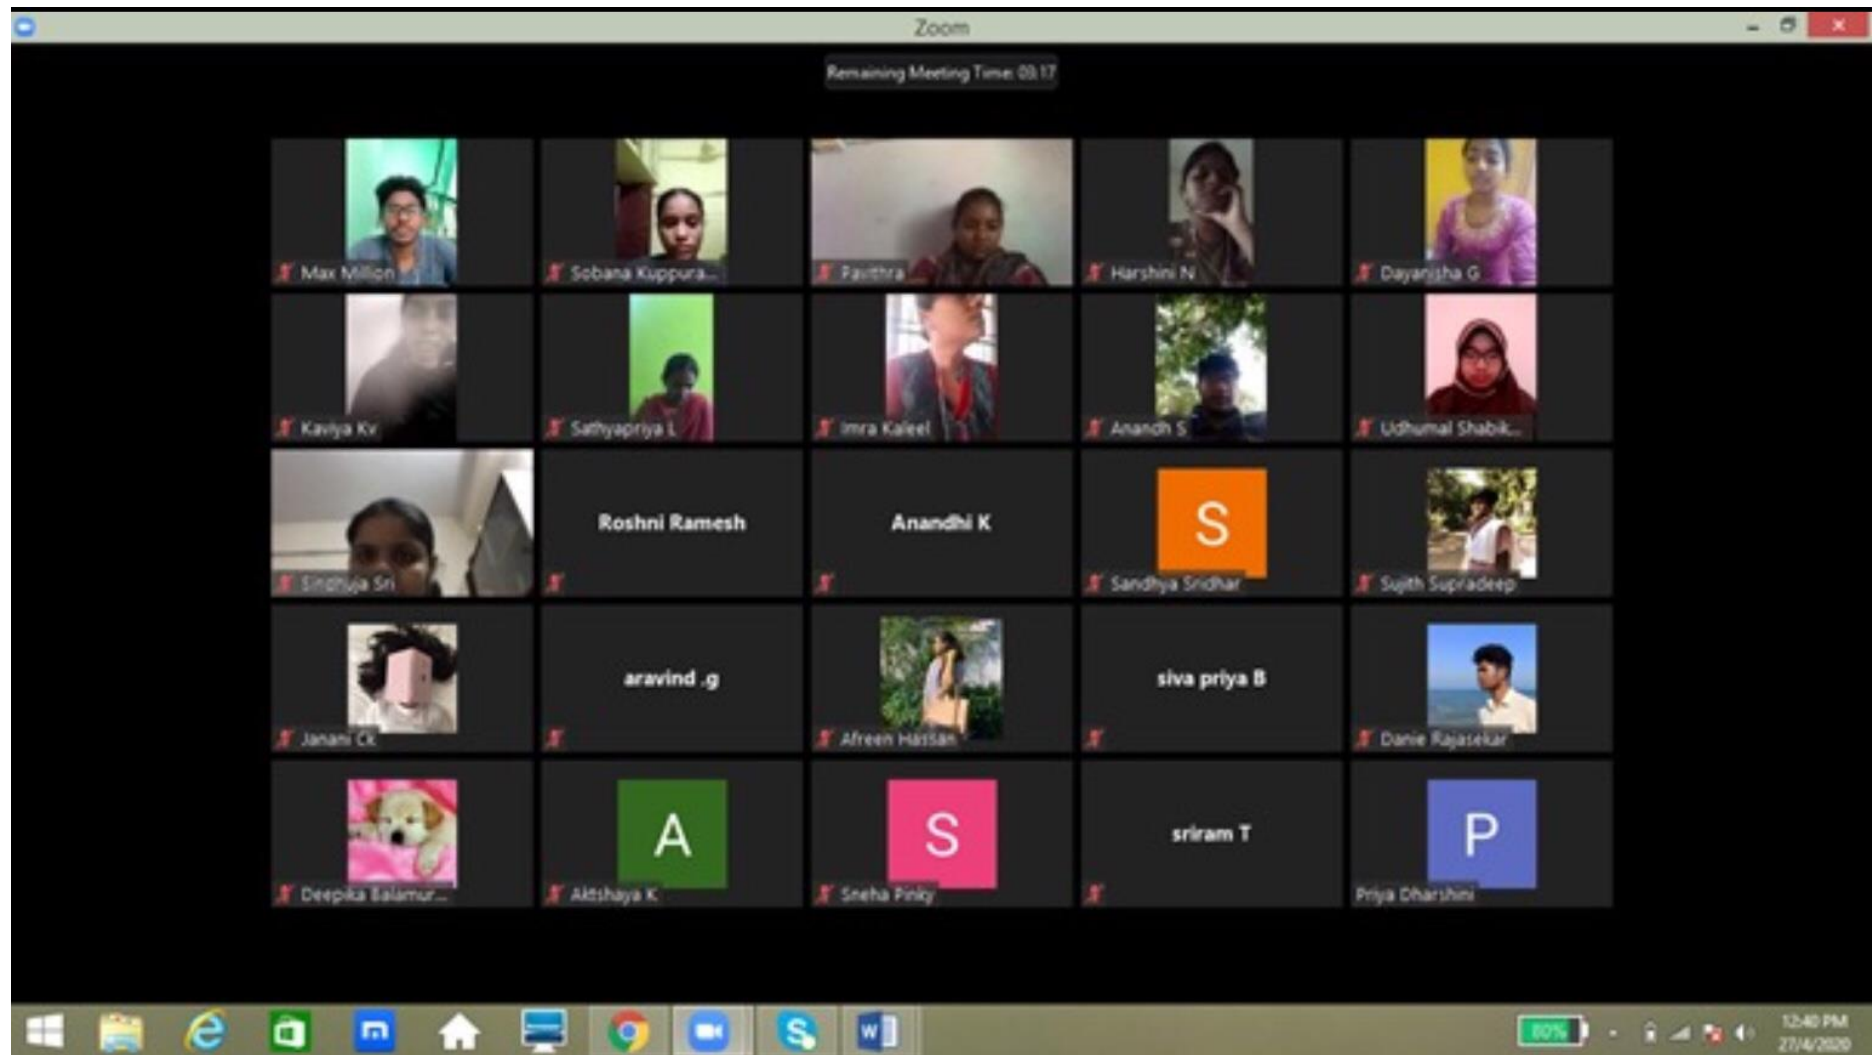 Zoom
Remaining Meeting Time: 03:17
Max Million
Sobana Kuppura...
Pavithra
Harshini N
Dayanisha G
Kaviya Kv
Sathyapriya L
Imra Kaleel
Anandh S
Udhumal Shabik...
Sindhuja Sri
Roshni Ramesh
Anandhi K
S
Sandhya Sridhar
Sujith Supradeep
Janani Ck
aravind .g
Afreen Hassan
siva priya B
Danie Rajasekar
Deepika Balamur...
A
Aktshaya K
S
Sneha Pinky
sriram T
P
Priya Dharshini
80%
12:40 PM
27/4/2020